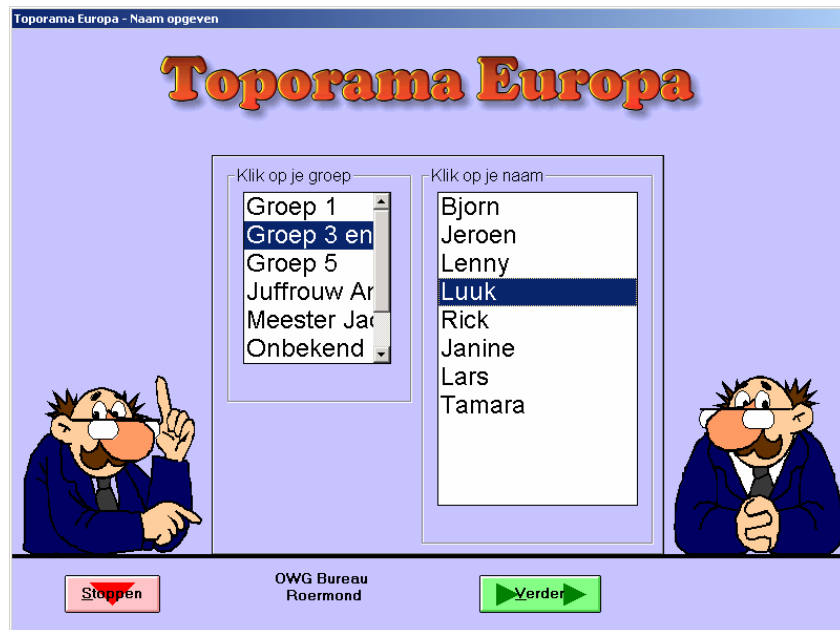 Toporama Europa - Naam opgeven
Toporama Europa
Klik op je groep
Groep 1
Groep 3 en
Groep 5
Juffrouw Ar
Meester Jac
Onbekend
Klik op je naam
Bjorn
Jeroen
Lenny
Luuk
Rick
Janine
Lars
Tamara
Stoppen
OWG Bureau
Roermond
Verder